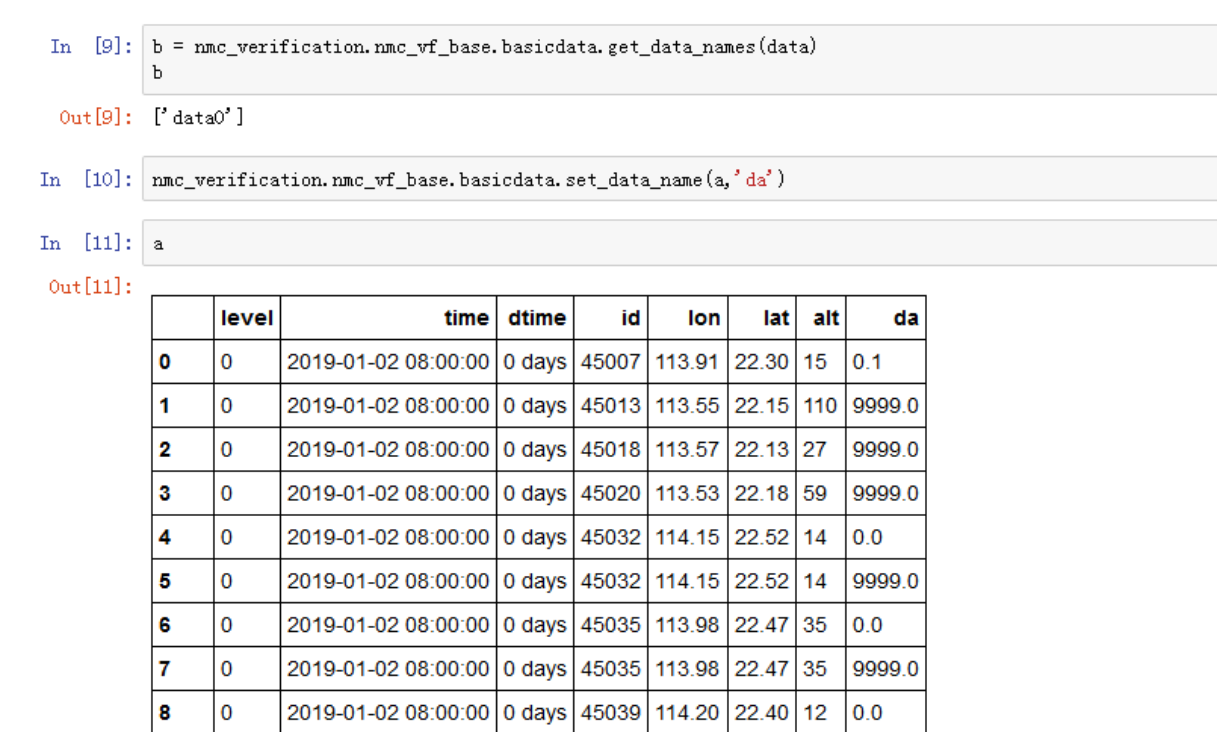 In [9]: b = nmc_verification.nmc_vf_base.basicdata.get_data_names(data)
b
Out[9]: ['data0']
In [10]: nmc_verification.nmc_vf_base.basicdata.set_data_name(a,'da')
In [11]: a
Out[11]:
level time dtime id lon lat alt da
0 0 2019-01-02 08:00:00 0 days 45007 113.91 22.30 15 0.1
1 0 2019-01-02 08:00:00 0 days 45013 113.55 22.15 110 9999.0
2 0 2019-01-02 08:00:00 0 days 45018 113.57 22.13 27 9999.0
3 0 2019-01-02 08:00:00 0 days 45020 113.53 22.18 59 9999.0
4 0 2019-01-02 08:00:00 0 days 45032 114.15 22.52 14 0.0
5 0 2019-01-02 08:00:00 0 days 45032 114.15 22.52 14 9999.0
6 0 2019-01-02 08:00:00 0 days 45035 113.98 22.47 35 0.0
7 0 2019-01-02 08:00:00 0 days 45035 113.98 22.47 35 9999.0
8 0 2019-01-02 08:00:00 0 days 45039 114.20 22.40 12 0.0